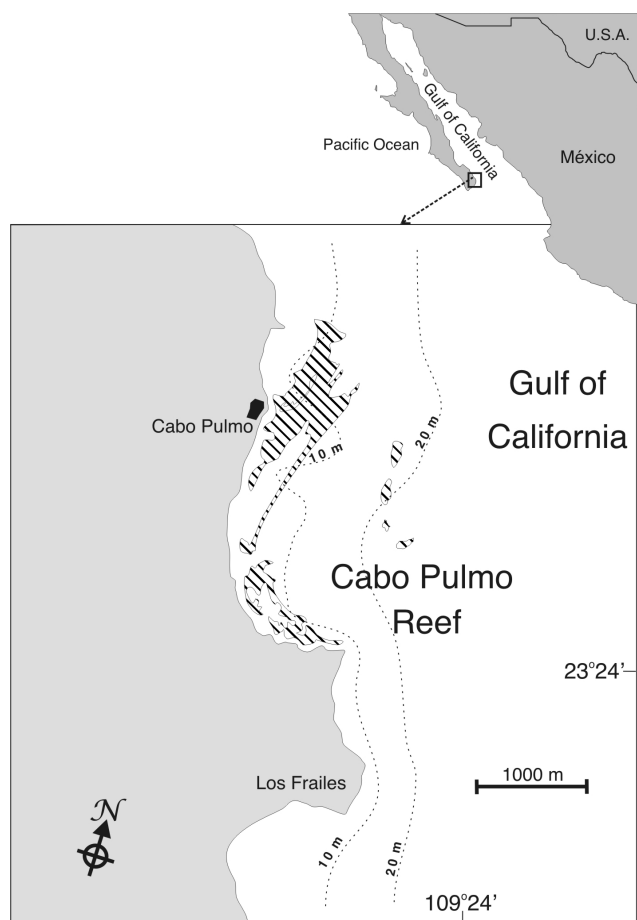 U.S.A.
Gulf of California
Pacific Ocean
México
Gulf of
California
Cabo Pulmo
20 m
10 m
Cabo Pulmo
Reef
23°24'
1000 m
Los Frailes
N
10 m
20 m
109°24'